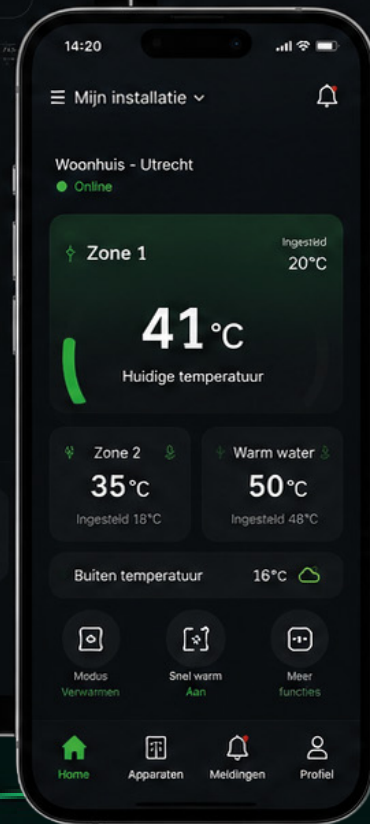 14:20
Mijn installatie
Woonhuis - Utrecht
Online
Zone 1
Ingesteld
20°C
41°C
Huidige temperatuur
Zone 2
35°C
Ingesteld 18°C
Warm water
50°C
Ingesteld 48°C
Buiten temperatuur 16°C
Modus
Verwarmen
Snel warm
Aan
Meer
functies
Home
Apparaten
Meldingen
Profiel